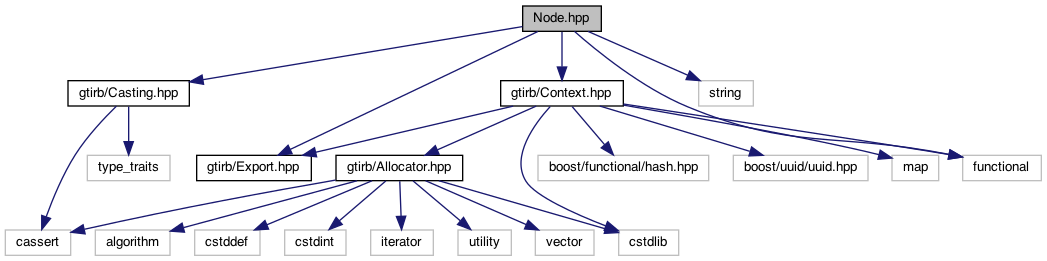 Node.hpp
gtirb/Casting.hpp
gtirb/Context.hpp
string
type_traits
gtirb/Export.hpp
gtirb/Allocator.hpp
boost/functional/hash.hpp
boost/uuid/uuid.hpp
map
functional
cassert
algorithm
cstddef
cstdint
iterator
utility
vector
cstdlib